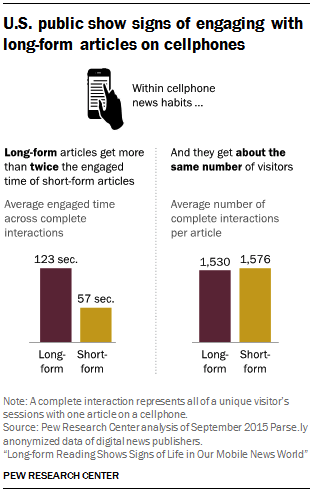 U.S. public show signs of engaging with
long-form articles on cellphones
Within cellphone
news habits ...
Long-form articles get more
than twice the engaged
time of short-form articles
Average engaged time
across complete
interactions
123 sec.
57 sec.
Long-
form
Short-
form
And they get about the
same number of visitors
Average number of
complete interactions
per article
1,530
1,576
Long-
form
Short-
form
Note: A complete interaction represents all of a unique visitor's
sessions with one article on a cellphone.
Source: Pew Research Center analysis of September 2015 Parse.ly
anonymized data of digital news publishers.
"Long-form Reading Shows Signs of Life in Our Mobile News World"
PEW RESEARCH CENTER